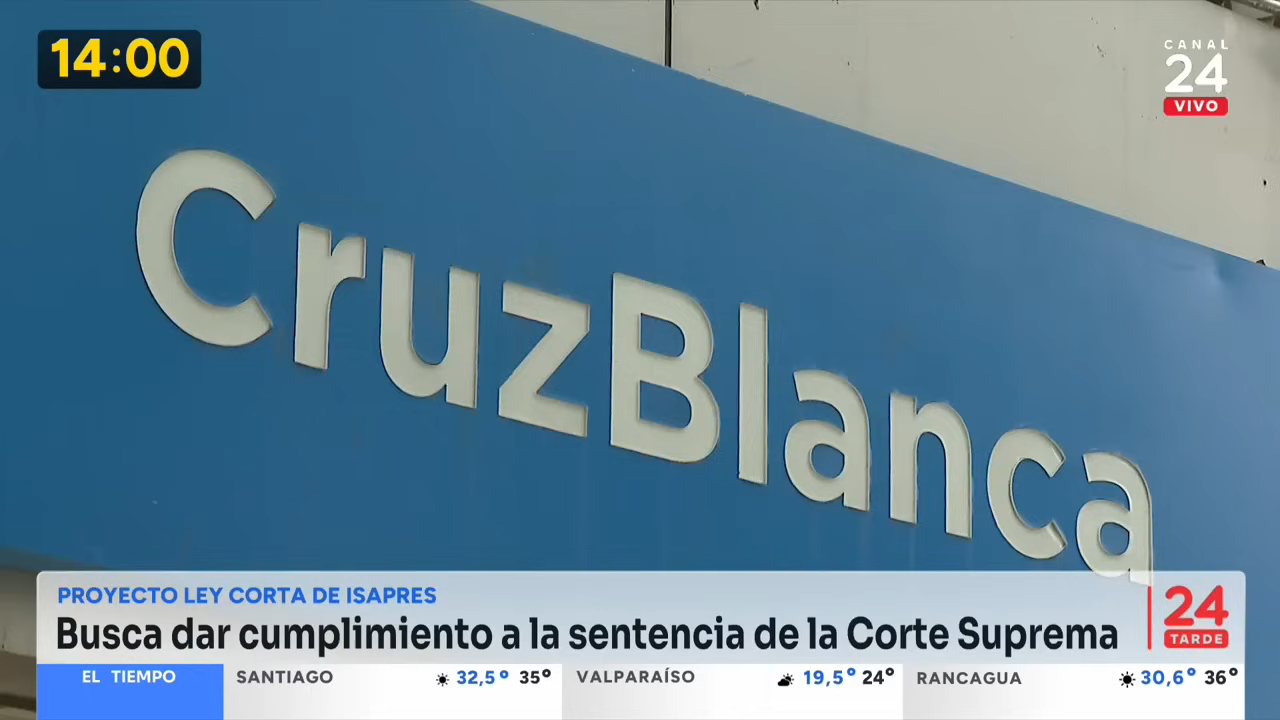 14:00
CANAL
24
VIVO
CruzBlanca
PROYECTO LEY CORTA DE ISAPRES
Busca dar cumplimiento a la sentencia de la Corte Suprema
24
TARDE
EL TIEMPO
SANTIAGO 32,5° 35°
VALPARAÍSO 19,5° 24°
RANCAGUA 30,6° 36°